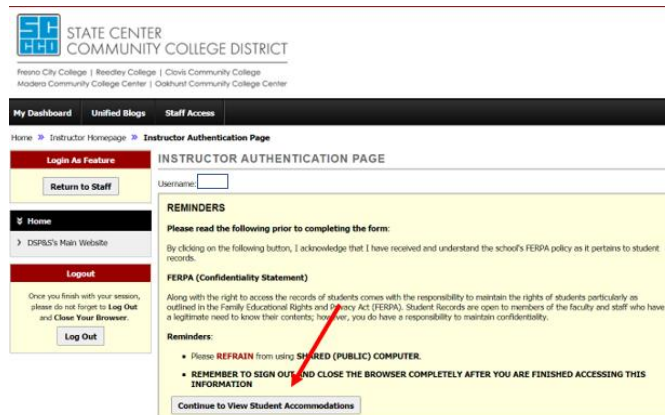 SC
CCD
STATE CENTER
COMMUNITY COLLEGE DISTRICT
Fresno City College | Reedley College | Clovis Community College
Madera Community College Center | Oakhurst Community College Center
My Dashboard Unified Blogs Staff Access
Home » Instructor Homepage » Instructor Authentication Page
Login As Feature
Return to Staff
Home
DSP&S's Main Website
Logout
Once you finish with your session,
please do not forget to Log Out
and Close Your Browser.
Log Out
INSTRUCTOR AUTHENTICATION PAGE
Username:
REMINDERS
Please read the following prior to completing the form:
By clicking on the following button, I acknowledge that I have received and understand the school's FERPA policy as it pertains to student
records.
FERPA (Confidentiality Statement)
Along with the right to access the records of students comes with the responsibility to maintain the rights of students particularly as
outlined in the Family Educational Rights and Privacy Act (FERPA). Student Records are open to members of the faculty and staff who have
a legitimate need to know their contents; however, you do have a responsibility to maintain confidentiality.
Reminders:
• Please REFRAIN from using SHARED (PUBLIC) COMPUTER.
• REMEMBER TO SIGN OUT AND CLOSE THE BROWSER COMPLETELY AFTER YOU ARE FINISHED ACCESSING THIS
INFORMATION
Continue to View Student Accommodations